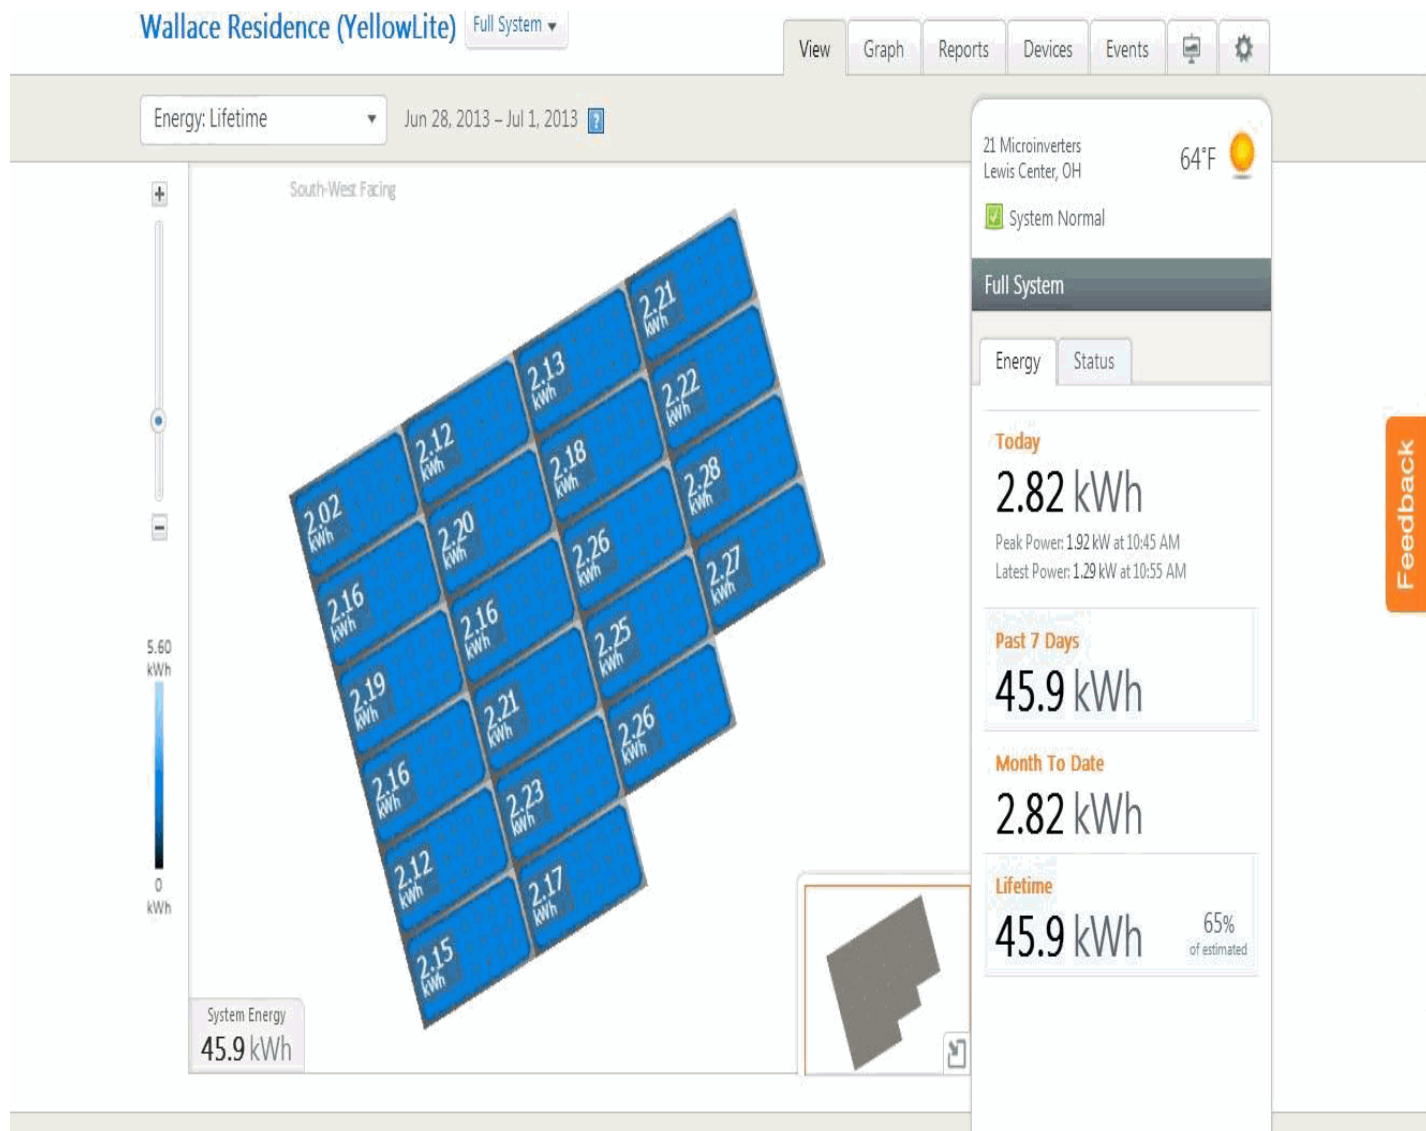 Wallace Residence (YellowLite)
Full System
View
Graph
Reports
Devices
Events
Energy: Lifetime
Jun 28, 2013 – Jul 1, 2013
?
21 Microinverters
Lewis Center, OH
64°F
System Normal
South-West Facing
Full System
Energy
Status
Today
2.82 kWh
Peak Power: 1.92 kW at 10:45 AM
Latest Power: 1.29 kW at 10:55 AM
Past 7 Days
45.9 kWh
Month To Date
2.82 kWh
Lifetime
45.9 kWh
65%
of estimated
Feedback
5.60
kWh
0
kWh
2.02
kWh
2.16
kWh
2.19
kWh
2.16
kWh
2.12
kWh
2.15
kWh
2.12
kWh
2.20
kWh
2.16
kWh
2.21
kWh
2.23
kWh
2.17
kWh
2.13
kWh
2.18
kWh
2.26
kWh
2.25
kWh
2.26
kWh
2.21
kWh
2.22
kWh
2.28
kWh
2.27
kWh
System Energy
45.9 kWh